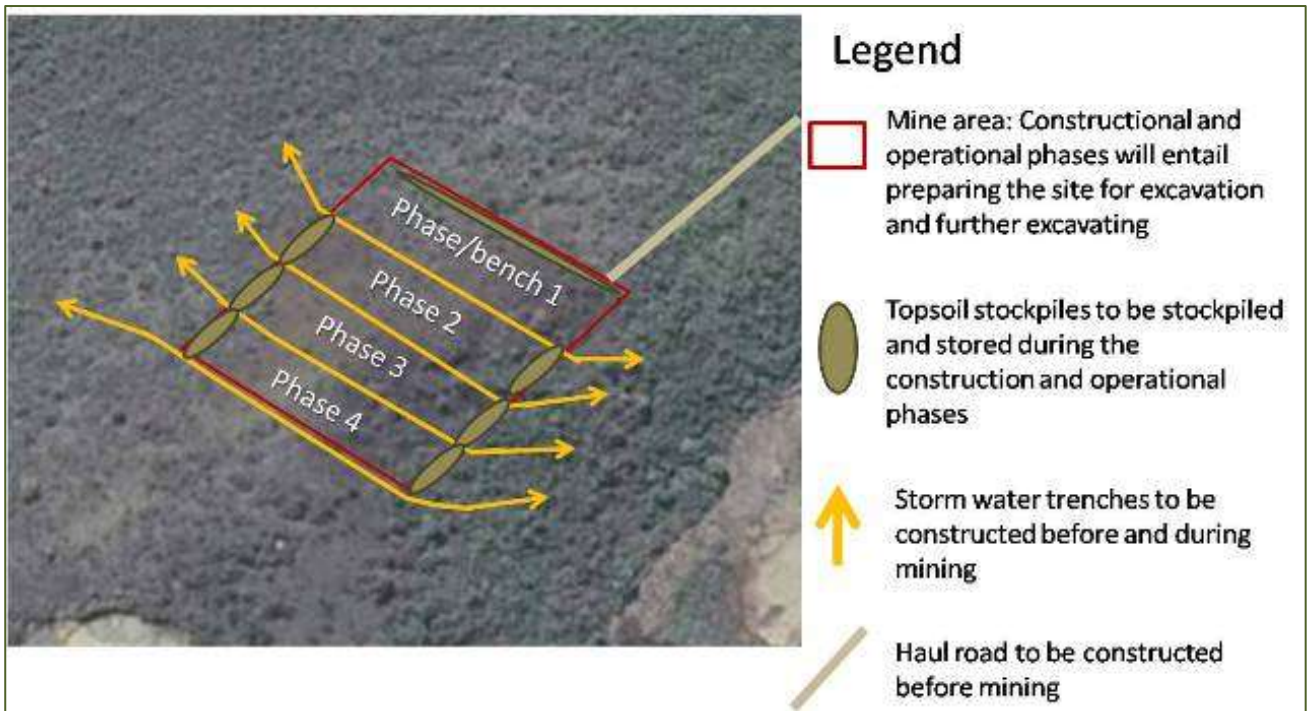 Legend
Mine area: Constructional and
operational phases will entail
preparing the site for excavation
and further excavating
Topsoil stockpiles to be stockpiled
and stored during the
construction and operational
phases
Storm water trenches to be
constructed before and during
mining
Haul road to be constructed
before mining
Phase/bench 1
Phase 2
Phase 3
Phase 4